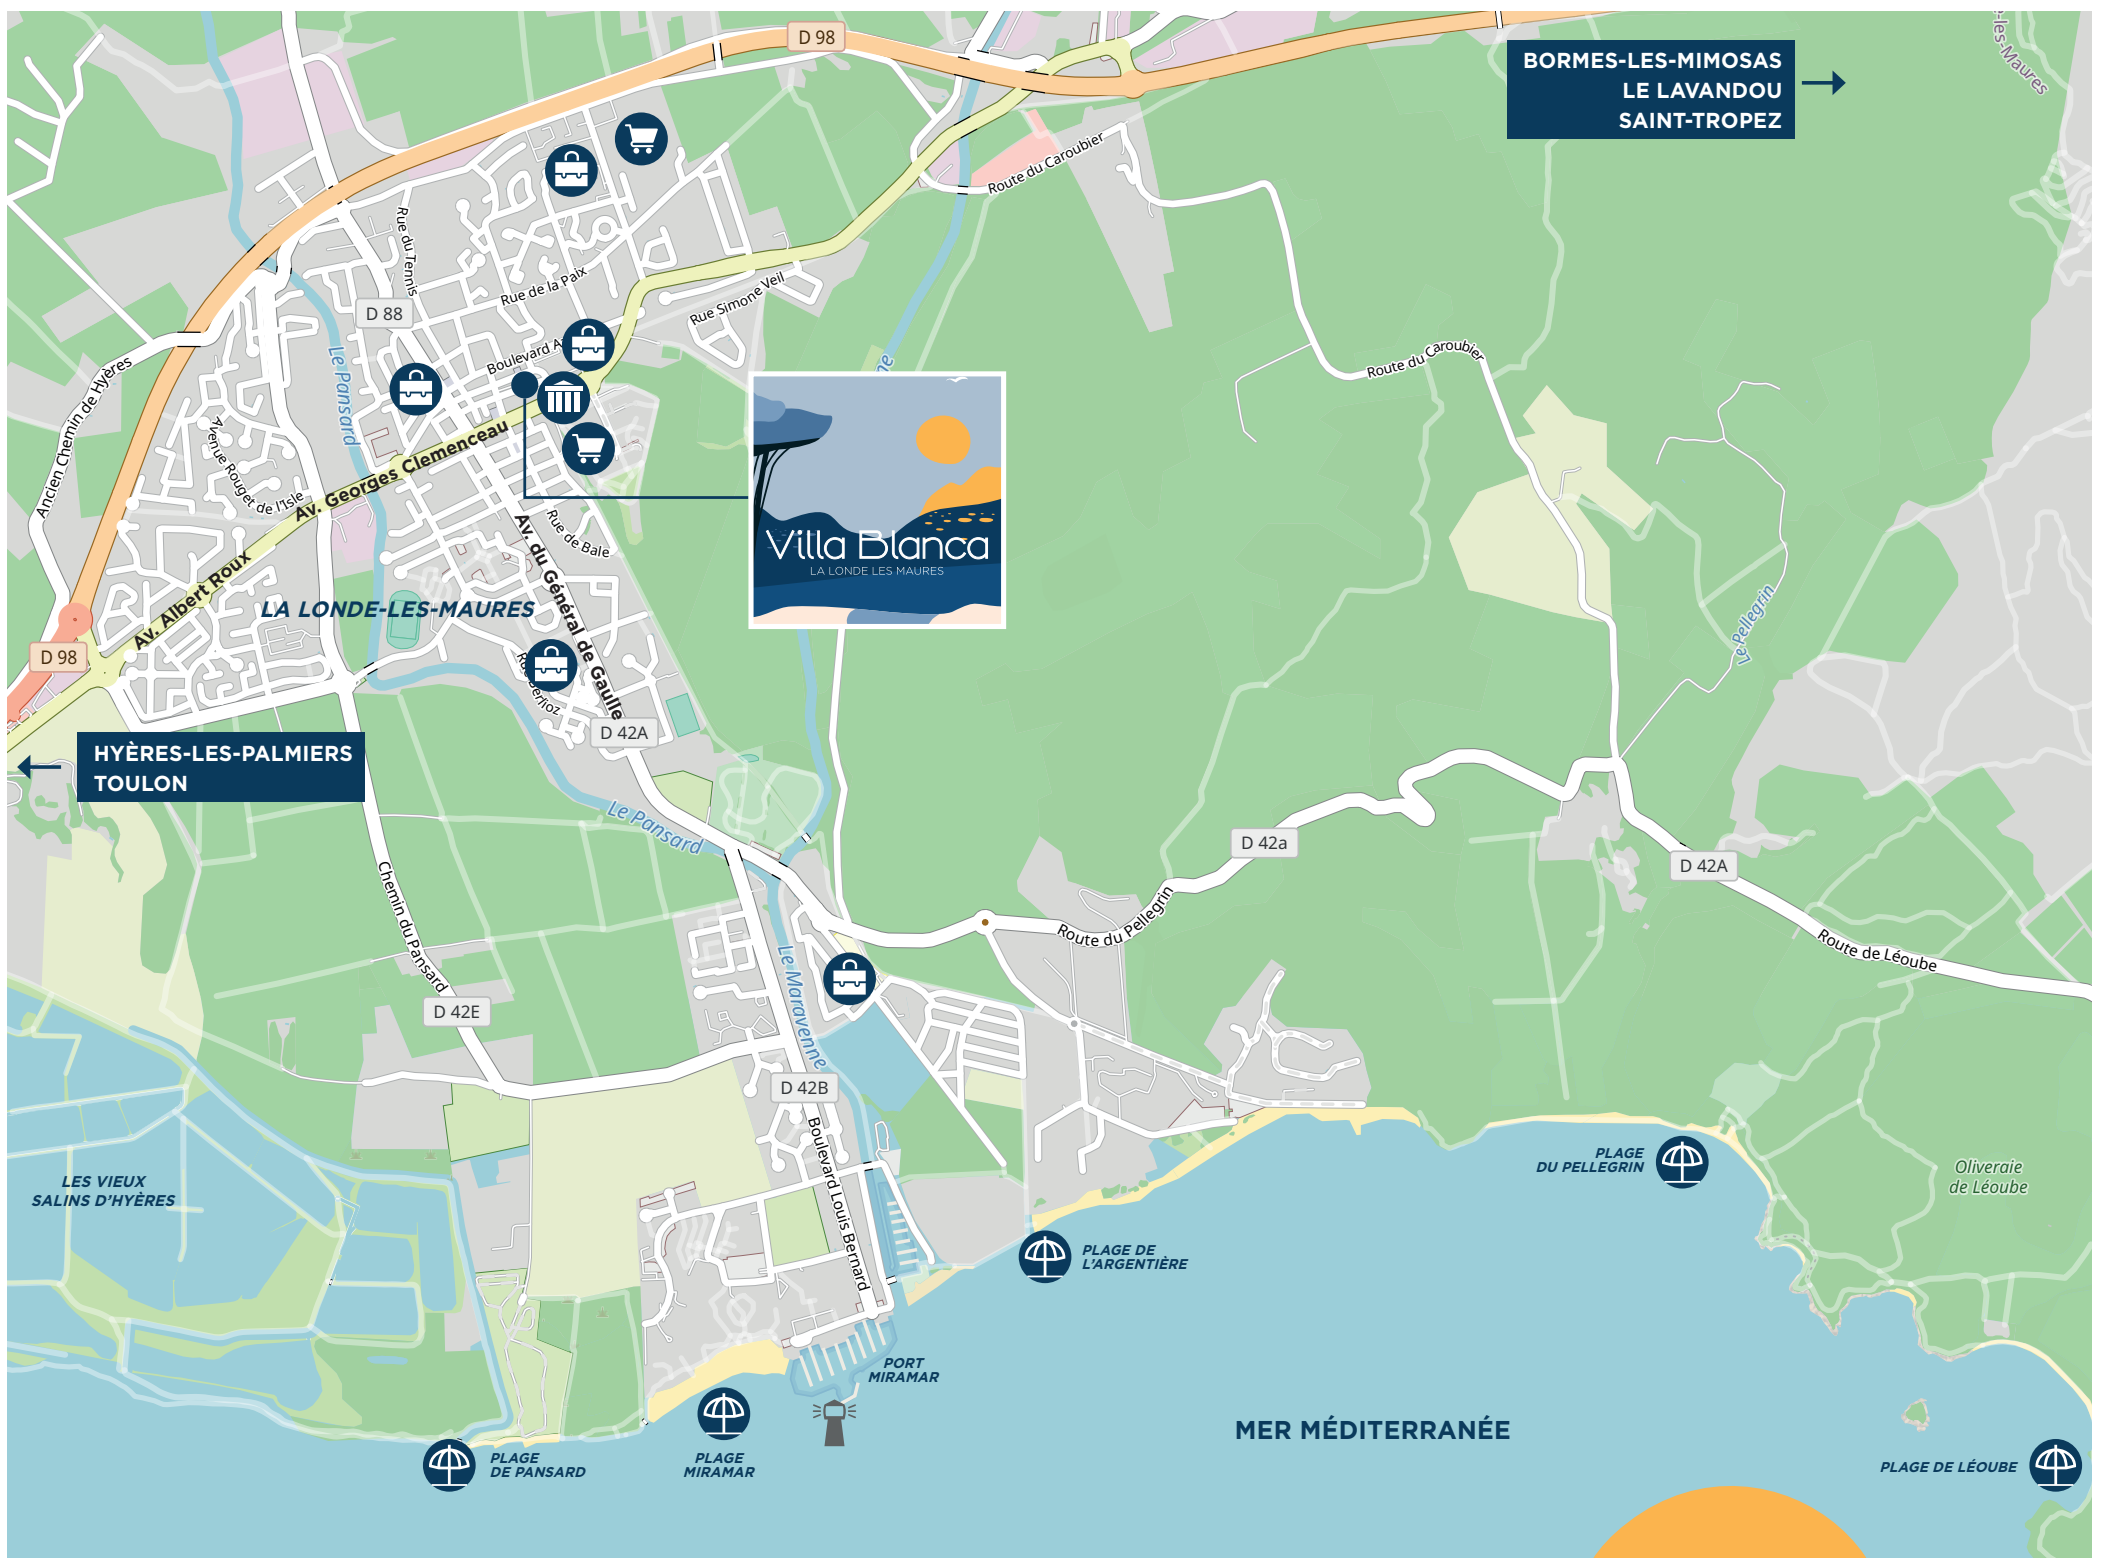 D 98
-les-Maures
BORMES-LES-MIMOSAS
LE LAVANDOU
SAINT-TROPEZ
Route du Caroubier
Rue du Tennis
Rue de la Paix
Rue Simone Veil
D 88
Boulevard A
Le Pansard
Route du Caroubier
Ancien Chemin de Hyères
Avenue Rouget de l'Isle
Av. Georges Clemenceau
Villa Blanca
LA LONDE LES MAURES
Rue de Bale
Av. du Général de Gaulle
Av. Albert Roux
LA LONDE-LES-MAURES
Le Pellegrin
D 98
Rue Berlioz
D 42A
HYÈRES-LES-PALMIERS
TOULON
Le Pansard
D 42a
D 42A
Chemin du Pansard
Route du Pellegrin
Route de Léoube
Le Maravenne
D 42E
D 42B
Boulevard Louis Bernard
PLAGE
DU PELLEGRIN
Oliveraie
de Léoube
LES VIEUX
SALINS D'HYÈRES
PLAGE DE
L'ARGENTIÈRE
PORT
MIRAMAR
MER MÉDITERRANÉE
PLAGE
DE PANSARD
PLAGE
MIRAMAR
PLAGE DE LÉOUBE